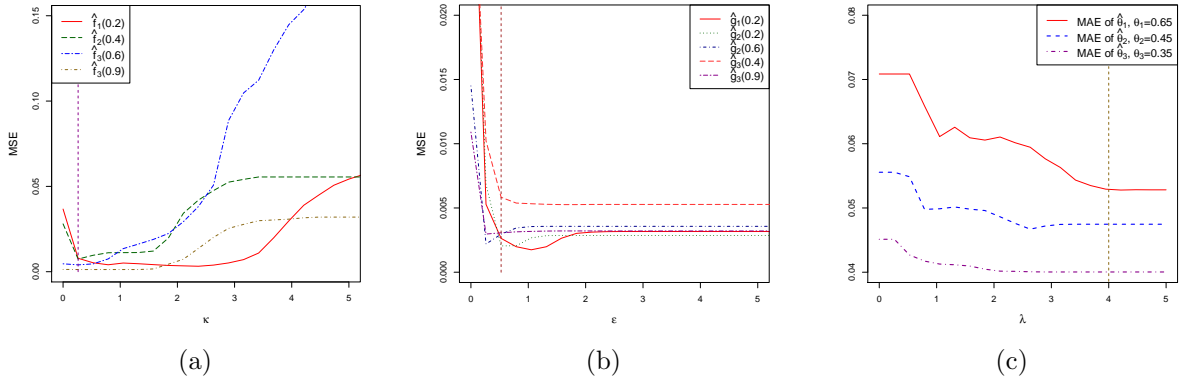 MSE
0.00 0.05 0.10 0.15
f̂₁(0.2)
f̂₂(0.4)
f̂₃(0.6)
f̂₃(0.9)
0 1 2 3 4 5
κ
(a)
MSE
0.000 0.005 0.010 0.015 0.020
ĝ₁(0.2)
ĝ₂(0.2)
ĝ₂(0.6)
ĝ₃(0.4)
ĝ₃(0.9)
0 1 2 3 4 5
ε
(b)
0.04 0.05 0.06 0.07 0.08
MAE of θ̂₁, θ₁=0.65
MAE of θ̂₂, θ₂=0.45
MAE of θ̂₃, θ₃=0.35
0 1 2 3 4 5
λ
(c)